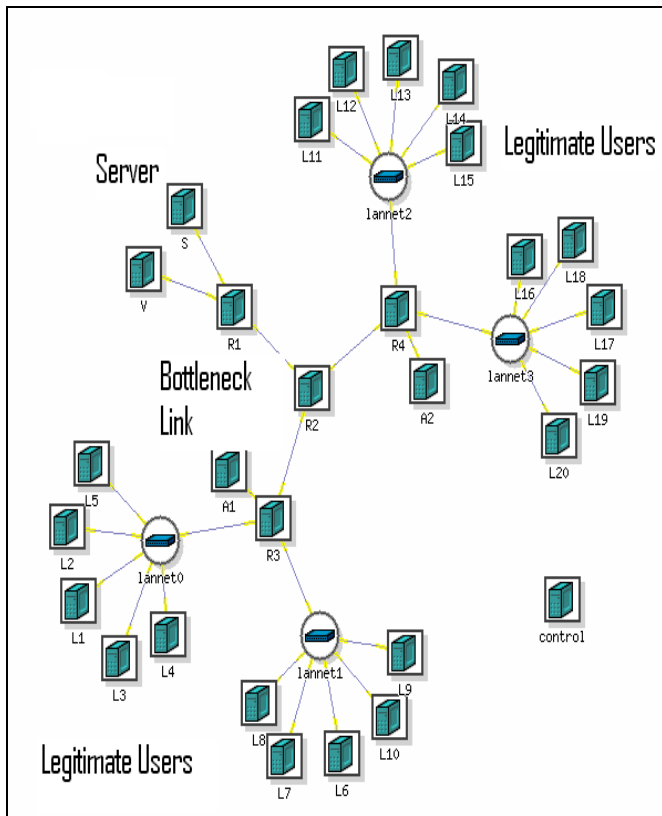 L12
L13
L14
L11
L15
Legitimate Users
lannet2
Server
S
V
R1
L16
L18
L17
R4
lannet3
A2
L19
L20
Bottleneck
Link
R2
L5
A1
L2
R3
lannet0
L1
L3
L4
control
lannet1
L9
L8
L10
L7
L6
Legitimate Users